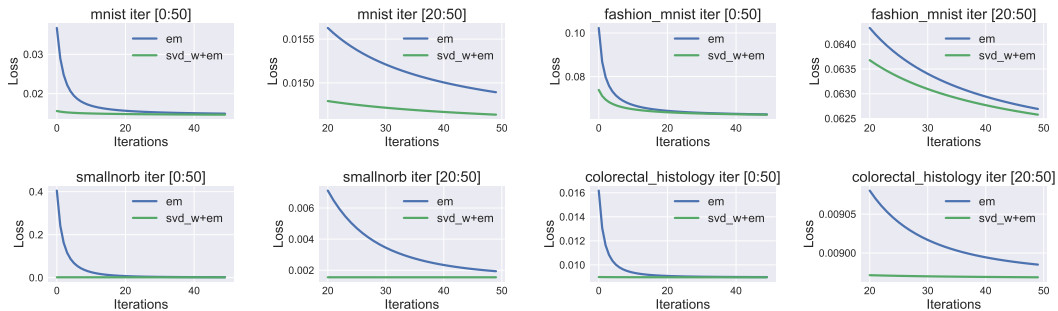 mnist iter [0:50]
Loss
0.03
0.02
em
svd_w+em
0 20 40
Iterations
mnist iter [20:50]
Loss
0.0155
0.0150
em
svd_w+em
20 30 40 50
Iterations
fashion_mnist iter [0:50]
Loss
0.10
0.08
em
svd_w+em
0 20 40
Iterations
fashion_mnist iter [20:50]
Loss
0.0640
0.0635
0.0630
0.0625
em
svd_w+em
20 30 40 50
Iterations
smallnorb iter [0:50]
Loss
0.4
0.2
0.0
em
svd_w+em
0 20 40
Iterations
smallnorb iter [20:50]
Loss
0.006
0.004
0.002
em
svd_w+em
20 30 40 50
Iterations
colorectal_histology iter [0:50]
Loss
0.016
0.014
0.012
0.010
em
svd_w+em
0 20 40
Iterations
colorectal_histology iter [20:50]
Loss
0.00905
0.00900
em
svd_w+em
20 30 40 50
Iterations